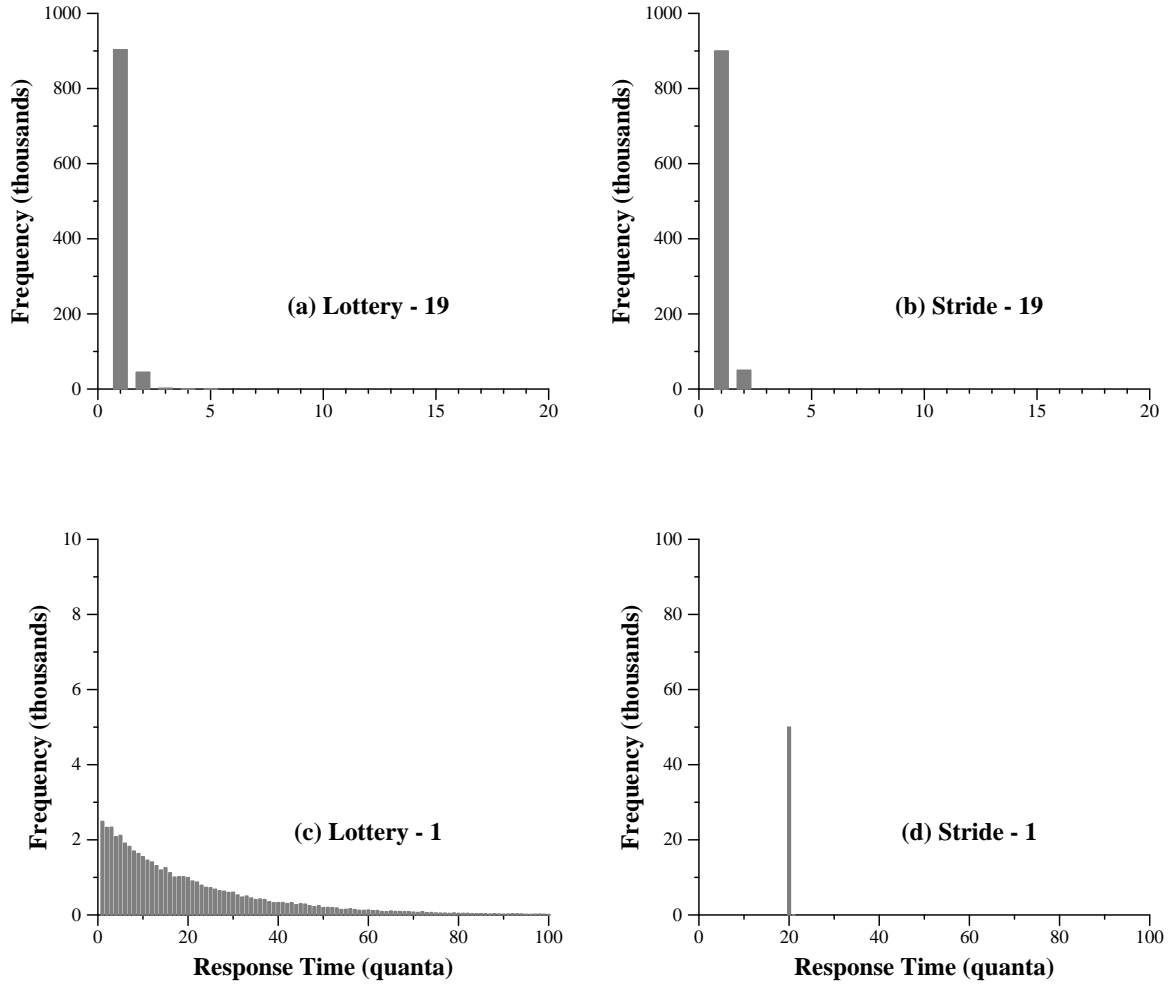 1000
800
600
400
200
0
Frequency (thousands)
(a) Lottery - 19
0 5 10 15 20
1000
800
600
400
200
0
Frequency (thousands)
(b) Stride - 19
0 5 10 15 20
10
8
6
4
2
0
Frequency (thousands)
(c) Lottery - 1
0 20 40 60 80 100
Response Time (quanta)
100
80
60
40
20
0
Frequency (thousands)
(d) Stride - 1
0 20 40 60 80 100
Response Time (quanta)